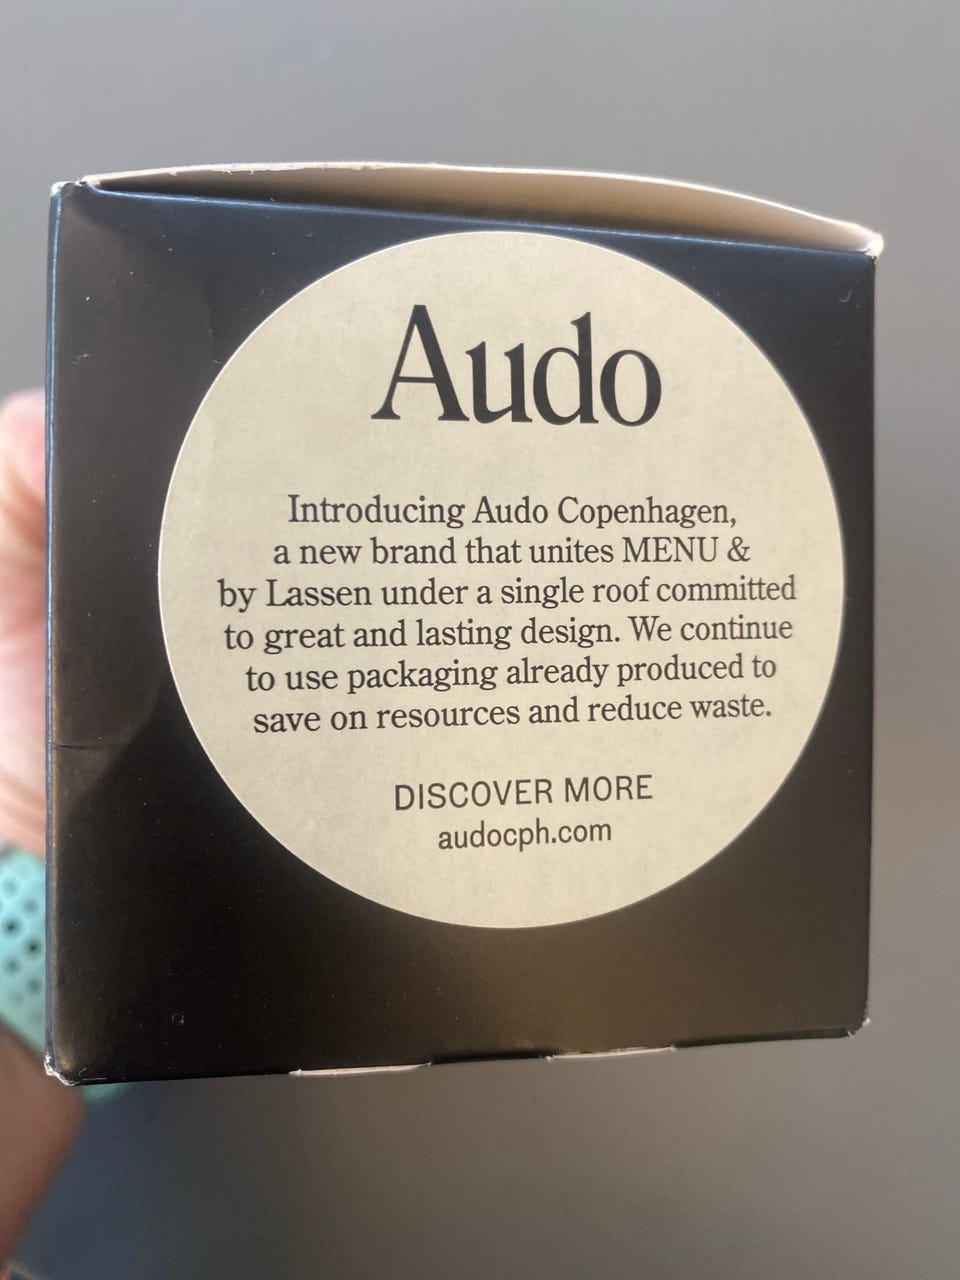 Audo
Introducing Audo Copenhagen,
a new brand that unites MENU &
by Lassen under a single roof committed
to great and lasting design. We continue
to use packaging already produced to
save on resources and reduce waste.
DISCOVER MORE
audocph.com